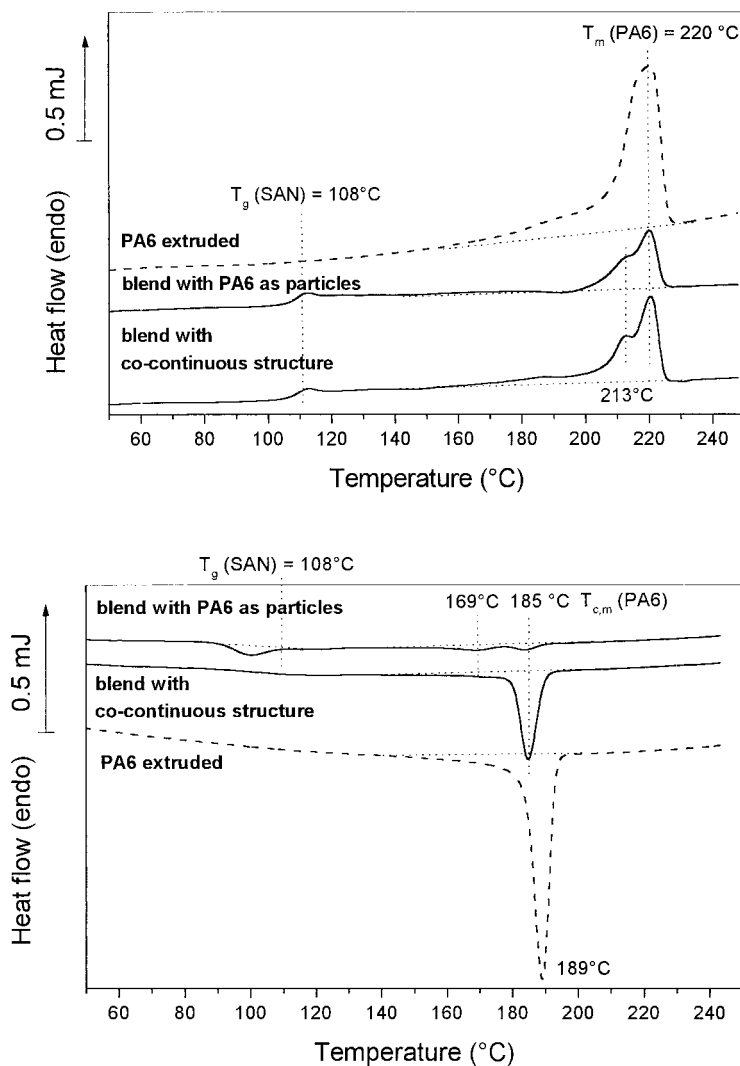 T_m (PA6) = 220 °C
0.5 mJ
T_g (SAN) = 108°C
PA6 extruded
blend with PA6 as particles
blend with
co-continuous structure
213°C
Heat flow (endo)
60 80 100 120 140 160 180 200 220 240
Temperature (°C)
T_g (SAN) = 108°C
blend with PA6 as particles
169°C 185 °C T_c,m (PA6)
0.5 mJ
blend with
co-continuous structure
PA6 extruded
189°C
Heat flow (endo)
60 80 100 120 140 160 180 200 220 240
Temperature (°C)